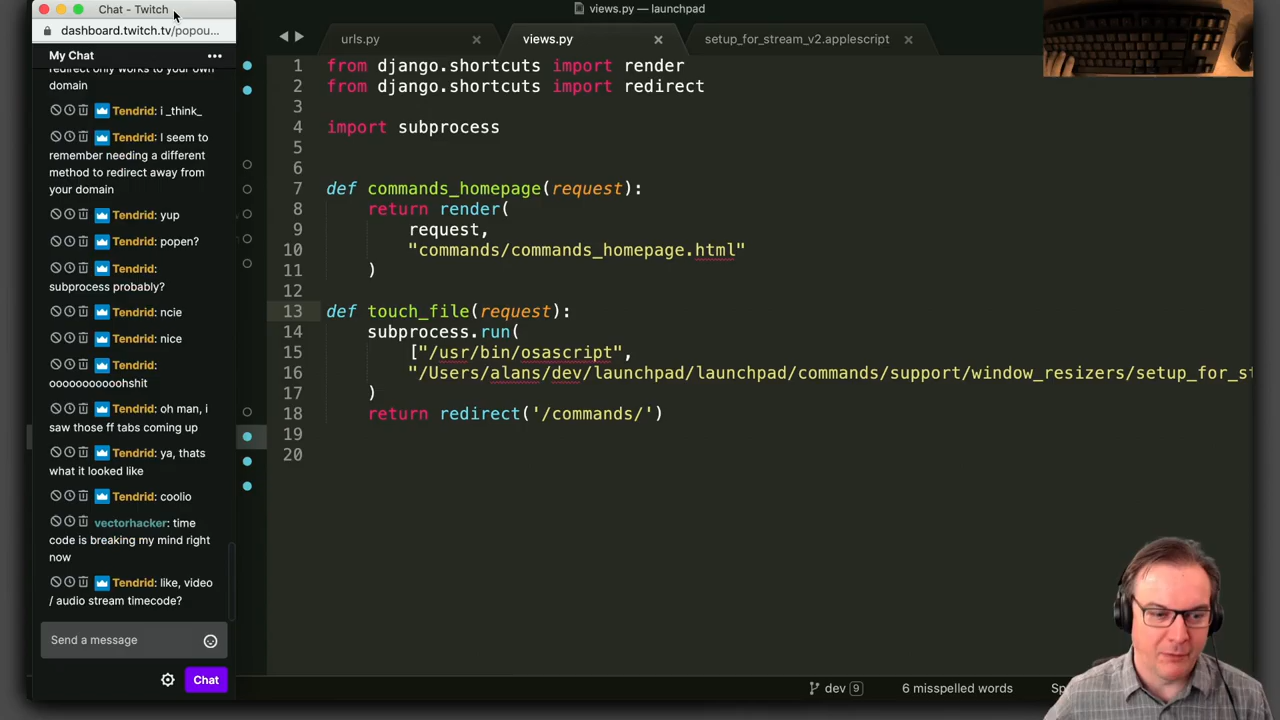 Chat - Twitch
dashboard.twitch.tv/popou...
My Chat
redirect only works to your own
domain
Tendrid: i _think_
Tendrid: I seem to
remember needing a different
method to redirect away from
your domain
Tendrid: yup
Tendrid: popen?
Tendrid:
subprocess probably?
Tendrid: ncie
Tendrid: nice
Tendrid:
oooooooooohshit
Tendrid: oh man, i
saw those ff tabs coming up
Tendrid: ya, thats
what it looked like
Tendrid: coolio
vectorhacker: time
code is breaking my mind right
now
Tendrid: like, video
/ audio stream timecode?
Send a message
Chat
views.py — launchpad
urls.py
views.py
setup_for_stream_v2.applescript
1 from django.shortcuts import render
2 from django.shortcuts import redirect
3
4 import subprocess
5
6
7 def commands_homepage(request):
8 return render(
9 request,
10 "commands/commands_homepage.html"
11 )
12
13 def touch_file(request):
14 subprocess.run(
15 ["/usr/bin/osascript",
16 "/Users/alans/dev/launchpad/launchpad/commands/support/window_resizers/setup_for_st
17 )
18 return redirect('/commands/')
19
20
dev 9
6 misspelled words